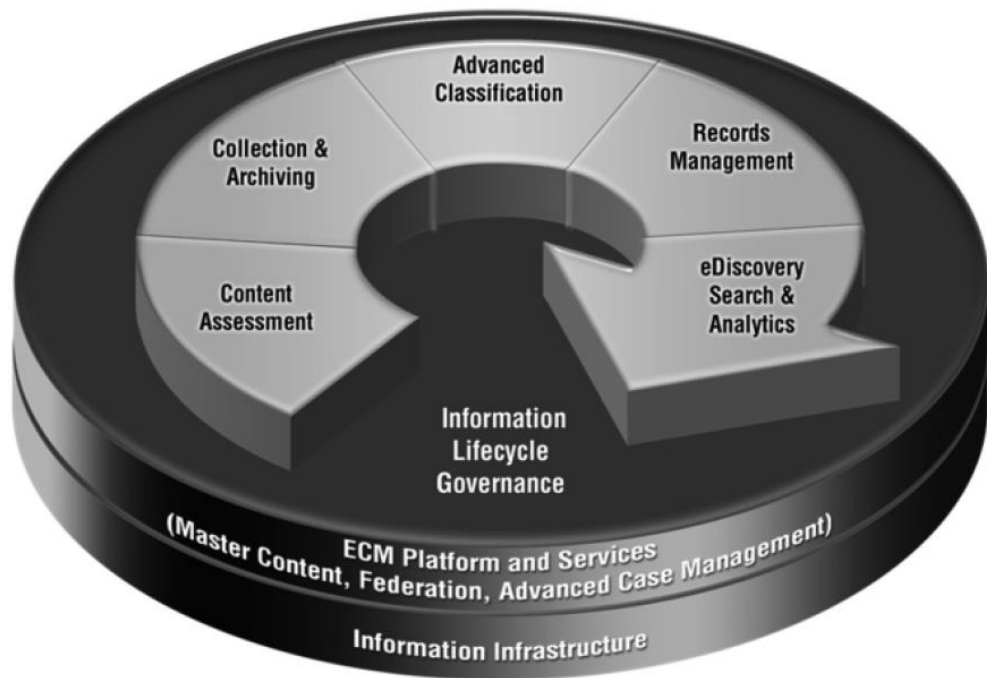 Advanced
Classification
Collection &
Archiving
Records
Management
Content
Assessment
eDiscovery
Search &
Analytics
Information
Lifecycle
Governance
ECM Platform and Services
(Master Content, Federation, Advanced Case Management)
Information Infrastructure